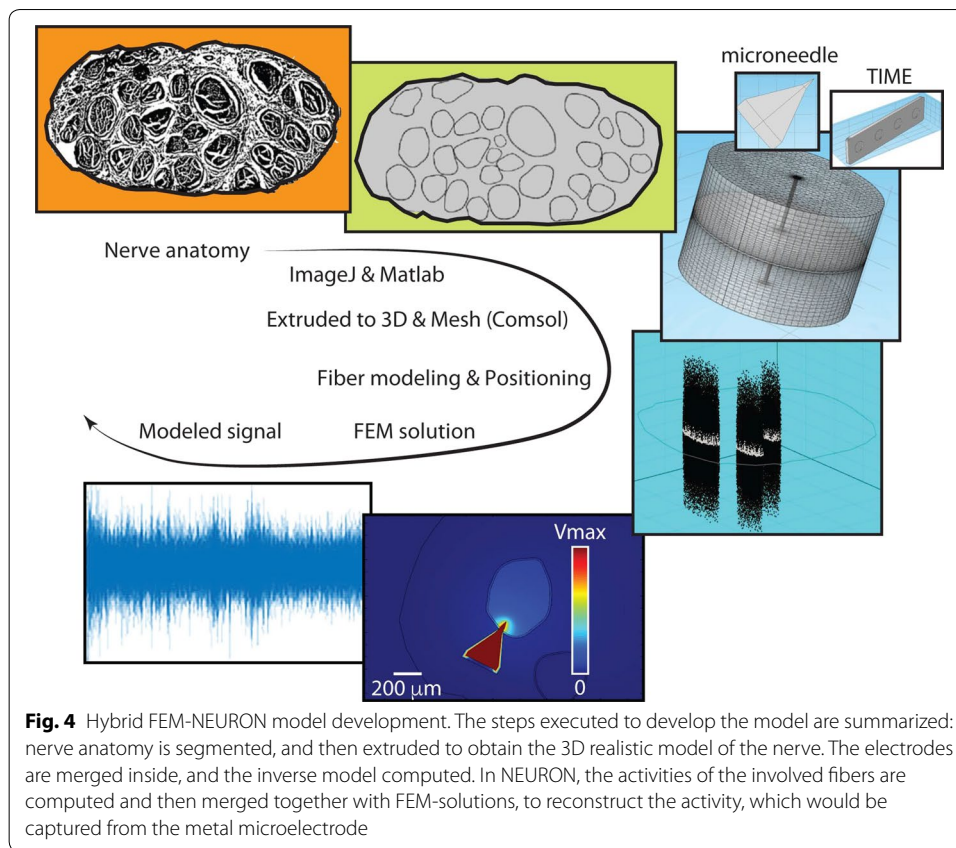 microneedle
TIME
Nerve anatomy
ImageJ & Matlab
Extruded to 3D & Mesh (Comsol)
Fiber modeling & Positioning
Modeled signal
FEM solution
Vmax
200 μm
0
Fig. 4 Hybrid FEM-NEURON model development. The steps executed to develop the model are summarized:
nerve anatomy is segmented, and then extruded to obtain the 3D realistic model of the nerve. The electrodes
are merged inside, and the inverse model computed. In NEURON, the activities of the involved fibers are
computed and then merged together with FEM-solutions, to reconstruct the activity, which would be
captured from the metal microelectrode